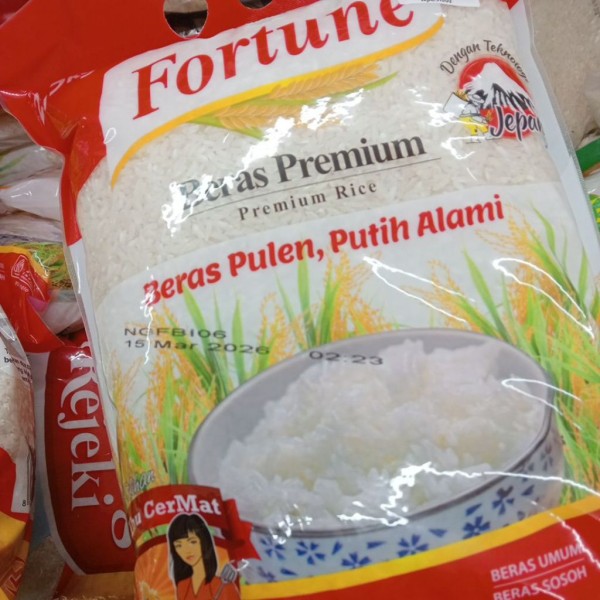 Fortune
Dengan Teknologi
Jepang
Beras Premium
Premium Rice
Beras Pulen, Putih Alami
NGFBI06
15 Mar 2026 02:23
Rejeki
CerMat
BERAS UMUM
BERAS SOSOH